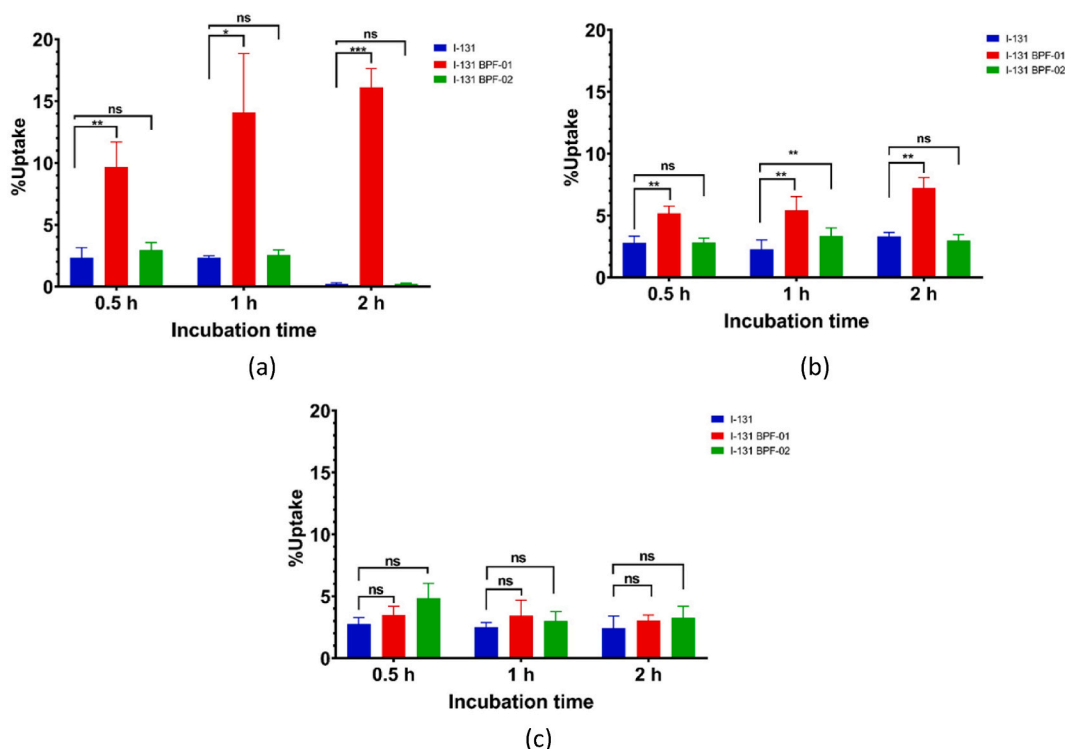 ns
ns
ns
*
***
20
15
10
5
0
%Uptake
ns
**
I-131
I-131 BPF-01
I-131 BPF-02
0.5 h
1 h
2 h
Incubation time
(a)
20
15
10
5
0
%Uptake
I-131
I-131 BPF-01
I-131 BPF-02
ns
**
**
**
ns
**
0.5 h
1 h
2 h
Incubation time
(b)
20
15
10
5
0
%Uptake
I-131
I-131 BPF-01
I-131 BPF-02
ns
ns
ns
ns
ns
ns
0.5 h
1 h
2 h
Incubation time
(c)